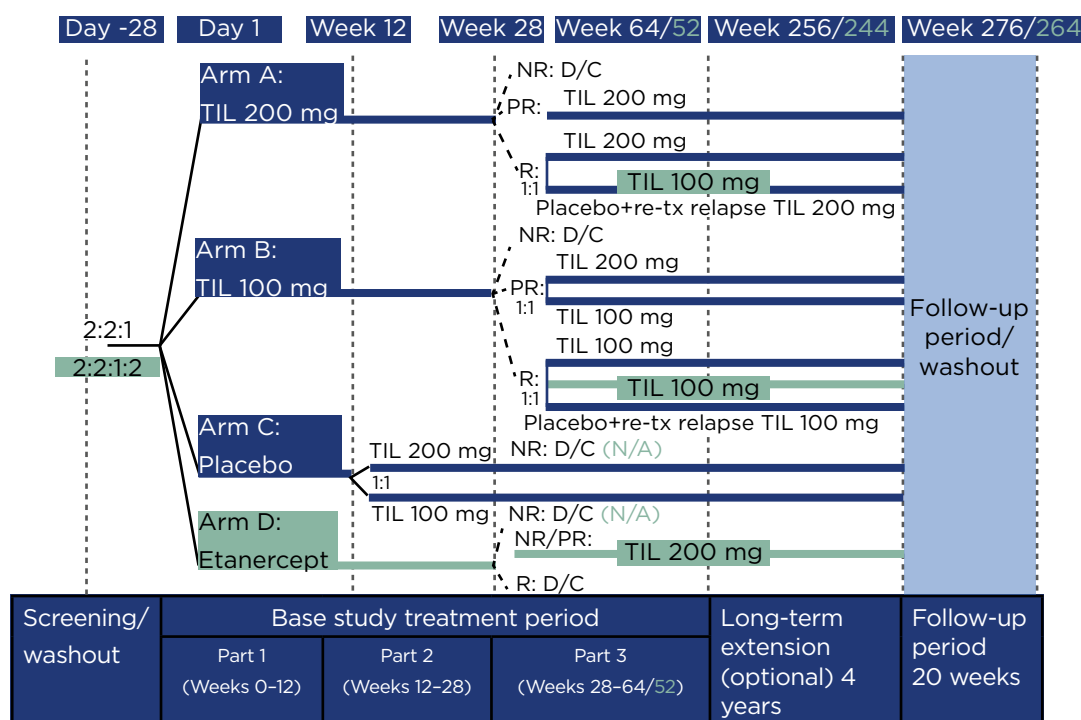 Day -28
Day 1
Week 12
Week 28
Week 64/52
Week 256/244
Week 276/264
Arm A:
TIL 200 mg
NR: D/C
PR:
TIL 200 mg
TIL 200 mg
R:
1:1
TIL 100 mg
Placebo+re-tx relapse TIL 200 mg
Arm B:
TIL 100 mg
NR: D/C
TIL 200 mg
PR:
1:1
TIL 100 mg
TIL 100 mg
R:
1:1
TIL 100 mg
Placebo+re-tx relapse TIL 100 mg
2:2:1
2:2:1:2
Follow-up
period/
washout
Arm C:
Placebo
TIL 200 mg
NR: D/C (N/A)
1:1
TIL 100 mg
NR: D/C (N/A)
Arm D:
Etanercept
NR/PR:
TIL 200 mg
R: D/C
Screening/
washout
Base study treatment period
Part 1
(Weeks 0–12)
Part 2
(Weeks 12–28)
Part 3
(Weeks 28–64/52)
Long-term
extension
(optional) 4
years
Follow-up
period
20 weeks